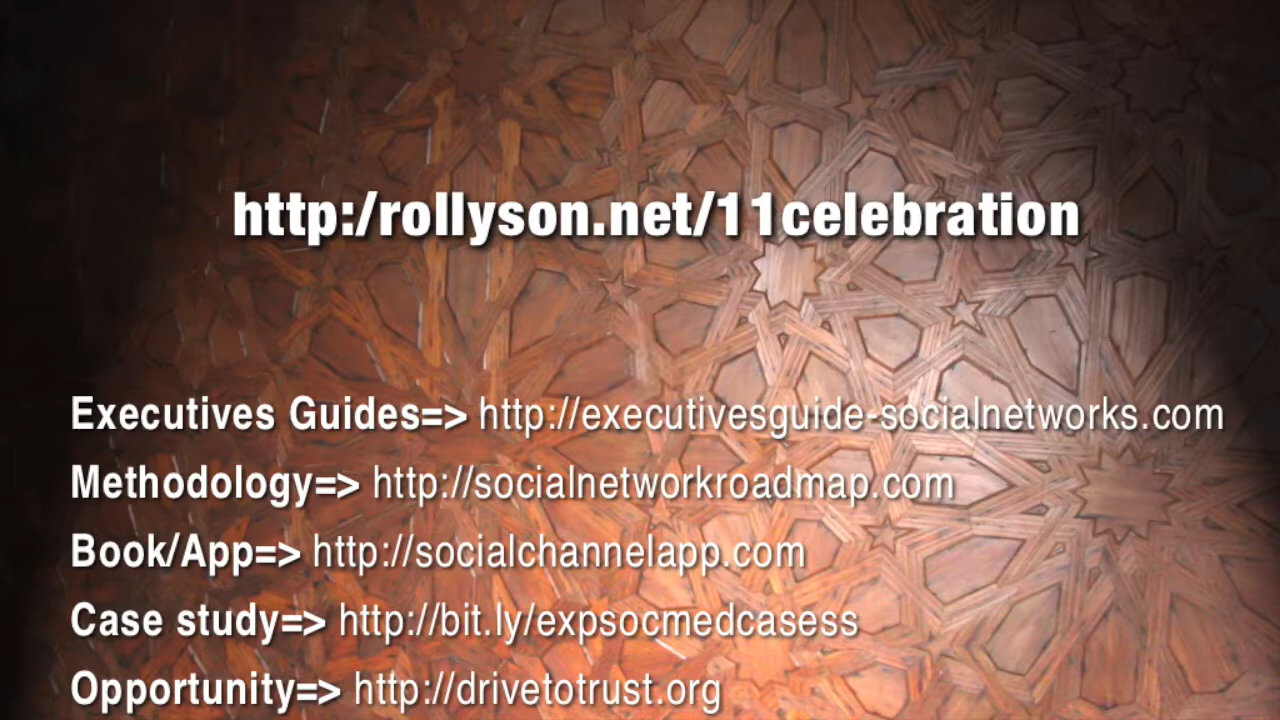 http:/rollyson.net/11celebration
Executives Guides=> http://executivesguide-socialnetworks.com
Methodology=> http://socialnetworkroadmap.com
Book/App=> http://socialchannelapp.com
Case study=> http://bit.ly/expsocmedcasess
Opportunity=> http://drivetotrust.org